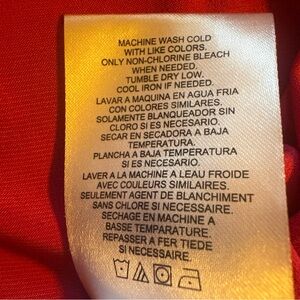 MACHINE WASH COLD
WITH LIKE COLORS.
ONLY NON-CHLORINE BLEACH
WHEN NEEDED.
TUMBLE DRY LOW.
COOL IRON IF NEEDED.
LAVAR A MAQUINA EN AGUA FRIA
CON COLORES SIMILARES.
SOLAMENTE BLANQUEADOR SIN
CLORO SI ES NECESARIO.
SECAR EN SECADORA A BAJA
TEMPERATURA.
PLANCHA A BAJA TEMPERATURA
SI ES NECESARIO.
LAVER A LA MACHINE A LEAU FROIDE
AVEC COULEURS SIMILAIRES.
SEULEMENT AGENT DE BLANCHIMENT
SANS CHLORE SI NECESSAIRE.
SECHAGE EN MACHINE A
BASSE TEMPARATURE.
REPASSER A FER TIEDE
SI NECESSAIRE.